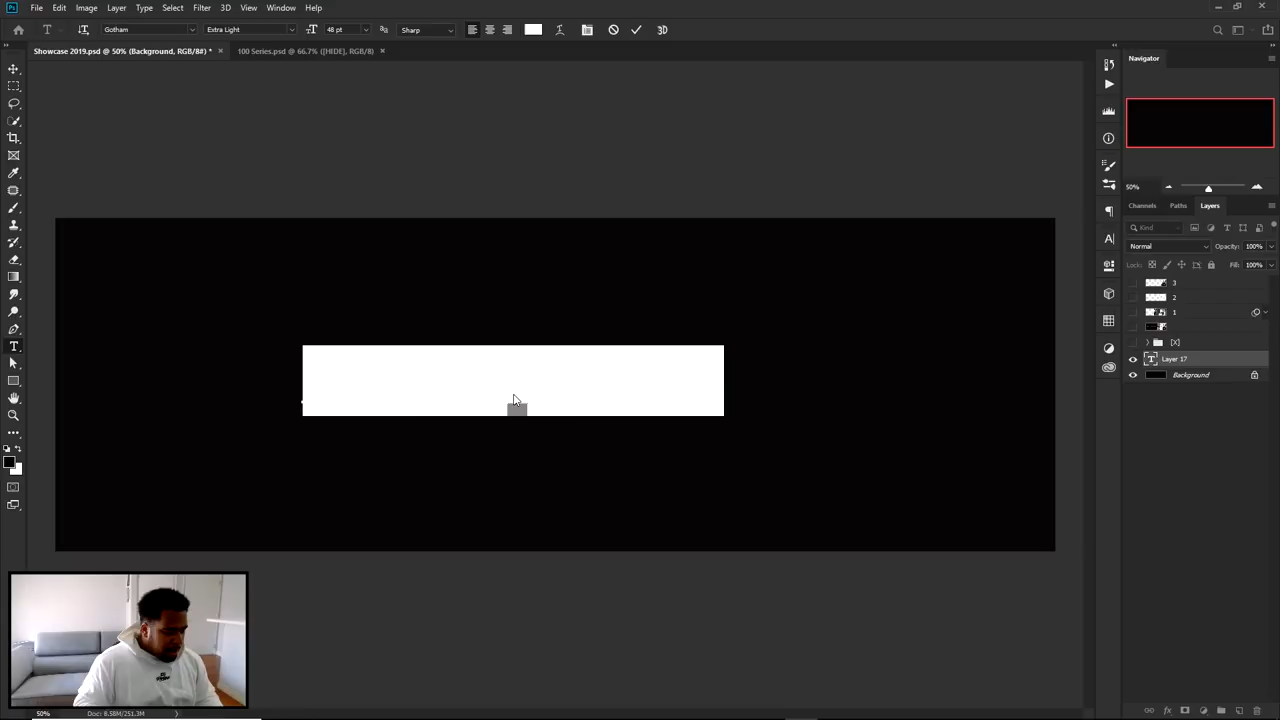 File Edit Image Layer Type Select Filter 3D View Window Help
Gotham Extra Light 48 pt Sharp 3D
Showcase 2019.psd @ 50% (Background, RGB/8#) * × 100 Series.psd @ 66.7% ([HIDE], RGB/8) ×
Navigator
50%
Channels Paths Layers
Kind
Normal Opacity: 100%
Lock: Fill: 100%
3
2
1
[X]
Layer 17
Background
50% Doc: 8.58M/251.3M